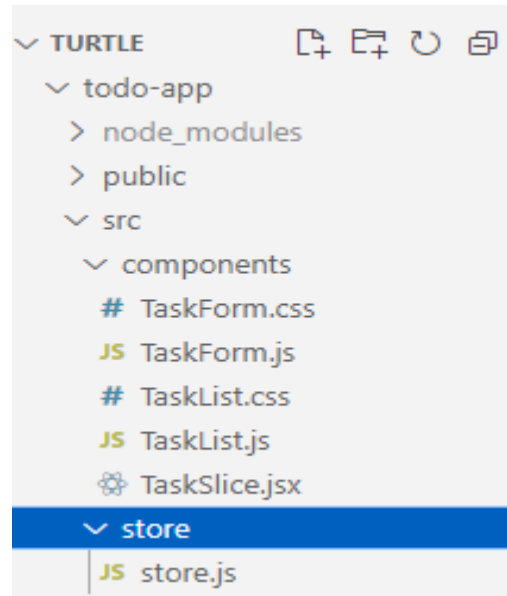 TURTLE
todo-app
node_modules
public
src
components
# TaskForm.css
JS TaskForm.js
# TaskList.css
JS TaskList.js
TaskSlice.jsx
store
JS store.js